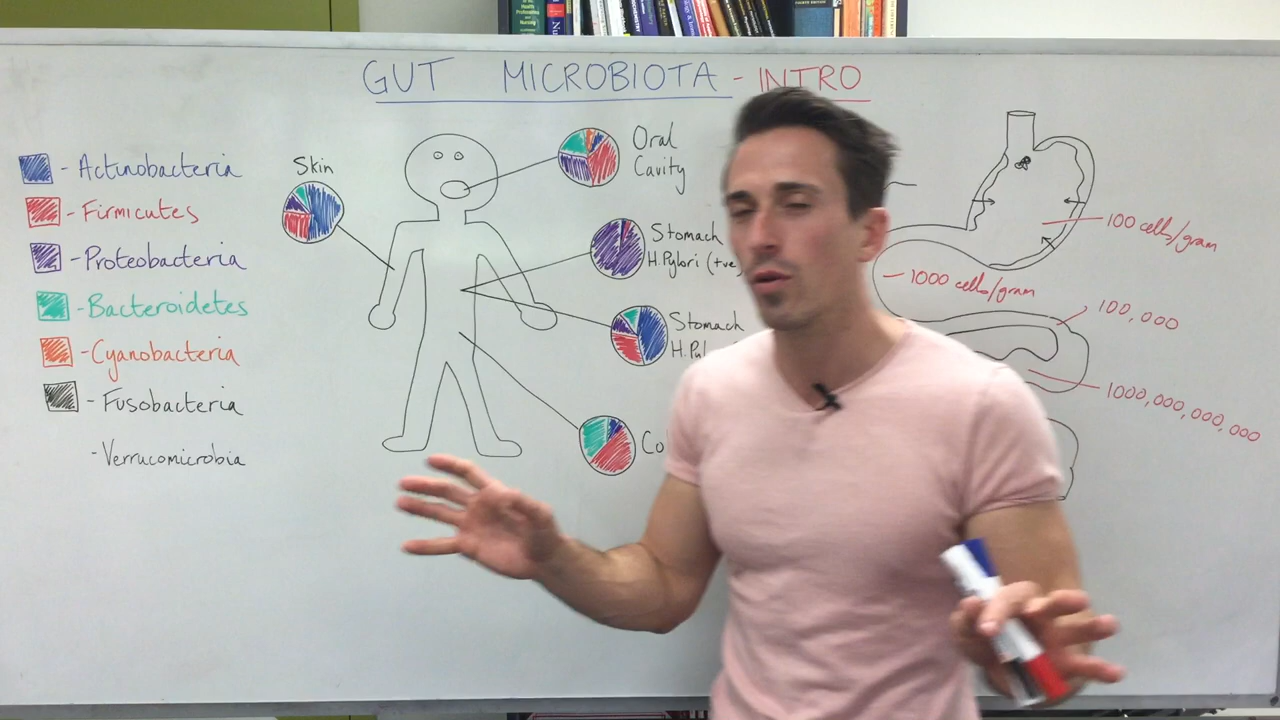 GUT MICROBIOTA - INTRO
- Actinobacteria
- Firmicutes
- Proteobacteria
- Bacteroidetes
- Cyanobacteria
- Fusobacteria
- Verrucomicrobia
Skin
Oral
Cavity
Stomach
H.Pylori (+ve
Stomach
Co
100 cells/gram
1000 cells/gram
100,000
1000,000,000,000